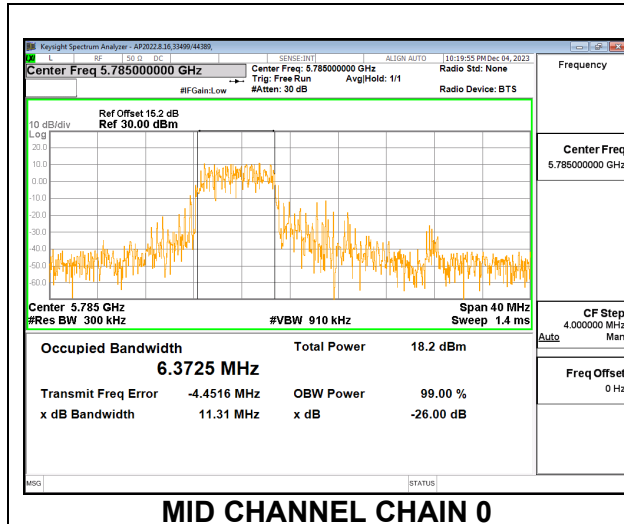 Keysight Spectrum Analyzer - AP2022.8.16,33499/44389,
L RF 50 Ω DC SENSE:INT ALIGN AUTO 10:19:55 PM Dec 04, 2023
Center Freq 5.785000000 GHz Center Freq: 5.785000000 GHz Radio Std: None
Trig: Free Run Avg|Hold: 1/1
#IFGain:Low #Atten: 30 dB Radio Device: BTS
Frequency
Ref Offset 15.2 dB
10 dB/div Ref 30.00 dBm
Log
20.0
10.0
0.00
-10.0
-20.0
-30.0
-40.0
-50.0
-60.0
Center 5.785 GHz Span 40 MHz
#Res BW 300 kHz #VBW 910 kHz Sweep 1.4 ms
Occupied Bandwidth Total Power 18.2 dBm
6.3725 MHz
Transmit Freq Error -4.4516 MHz OBW Power 99.00 %
x dB Bandwidth 11.31 MHz x dB -26.00 dB
Center Freq
5.785000000 GHz
CF Step
4.000000 MHz
Auto Man
Freq Offset
0 Hz
MSG STATUS
MID CHANNEL CHAIN 0